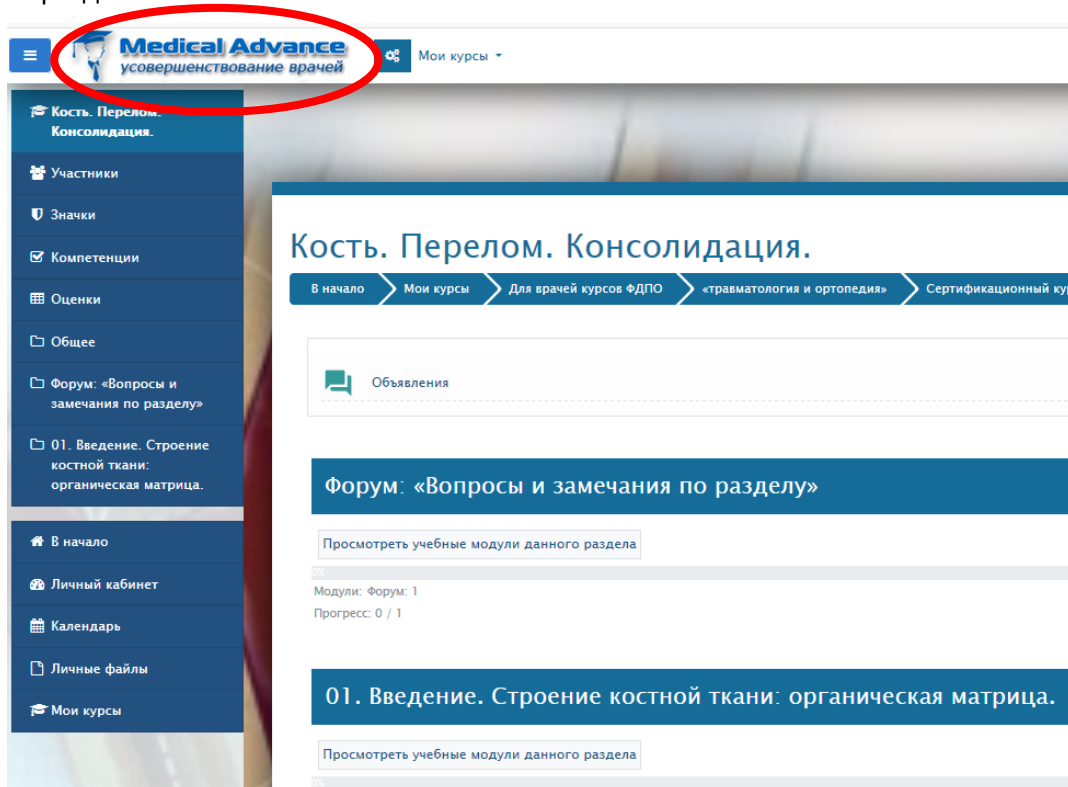 Medical Advance
усовершенствование врачей
Мои курсы
Кость. Перелом.
Консолидация.
Участники
Значки
Компетенции
Оценки
Общее
Форум: «Вопросы и
замечания по разделу»
01. Введение. Строение
костной ткани:
органическая матрица.
В начало
Личный кабинет
Календарь
Личные файлы
Мои курсы
Кость. Перелом. Консолидация.
В начало
Мои курсы
Для врачей курсов ФДПО
«травматология и ортопедия»
Сертификационный ку
Объявления
Форум: «Вопросы и замечания по разделу»
Просмотреть учебные модули данного раздела
0%
Модули: Форум: 1
Прогресс: 0 / 1
01. Введение. Строение костной ткани: органическая матрица.
Просмотреть учебные модули данного раздела